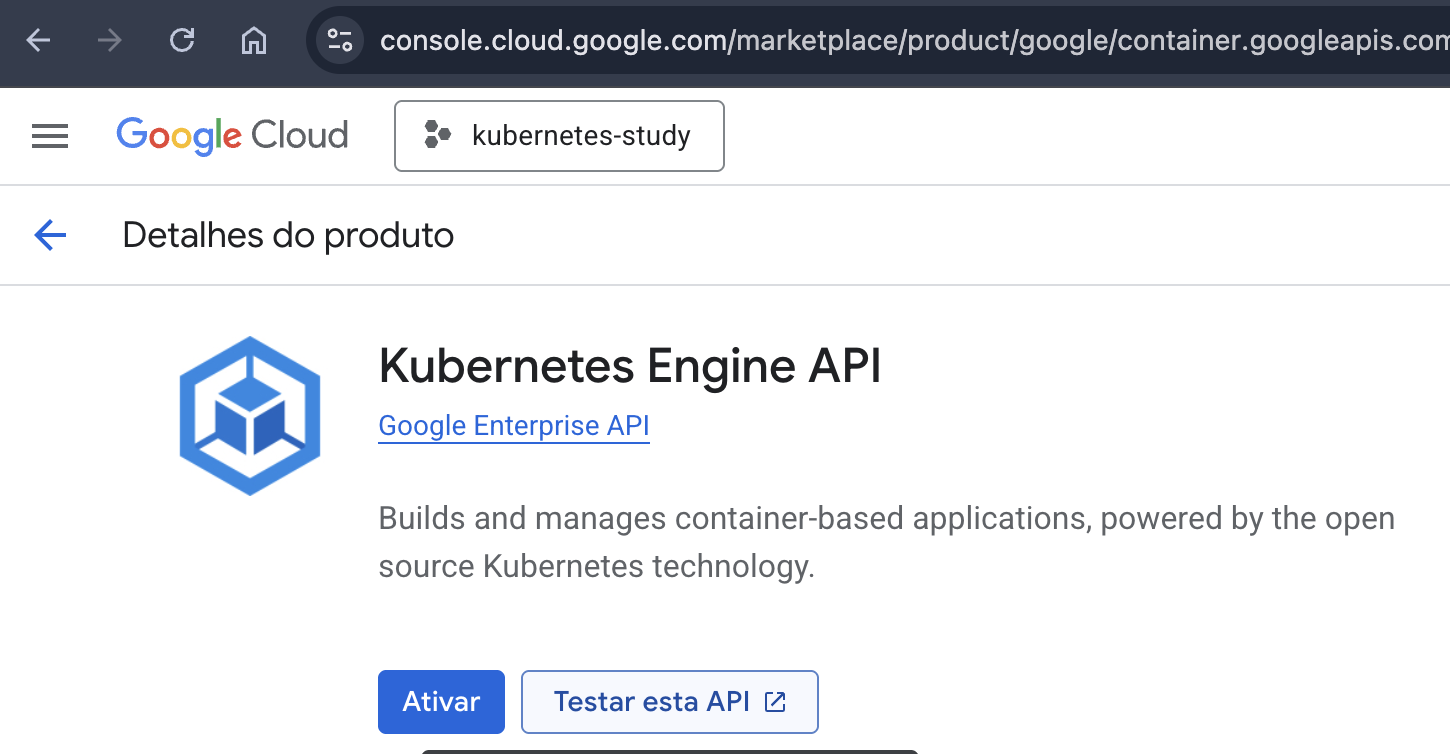 console.cloud.google.com/marketplace/product/google/container.googleapis.com
Google Cloud
kubernetes-study
Detalhes do produto
Kubernetes Engine API
Google Enterprise API
Builds and manages container-based applications, powered by the open
source Kubernetes technology.
Ativar
Testar esta API